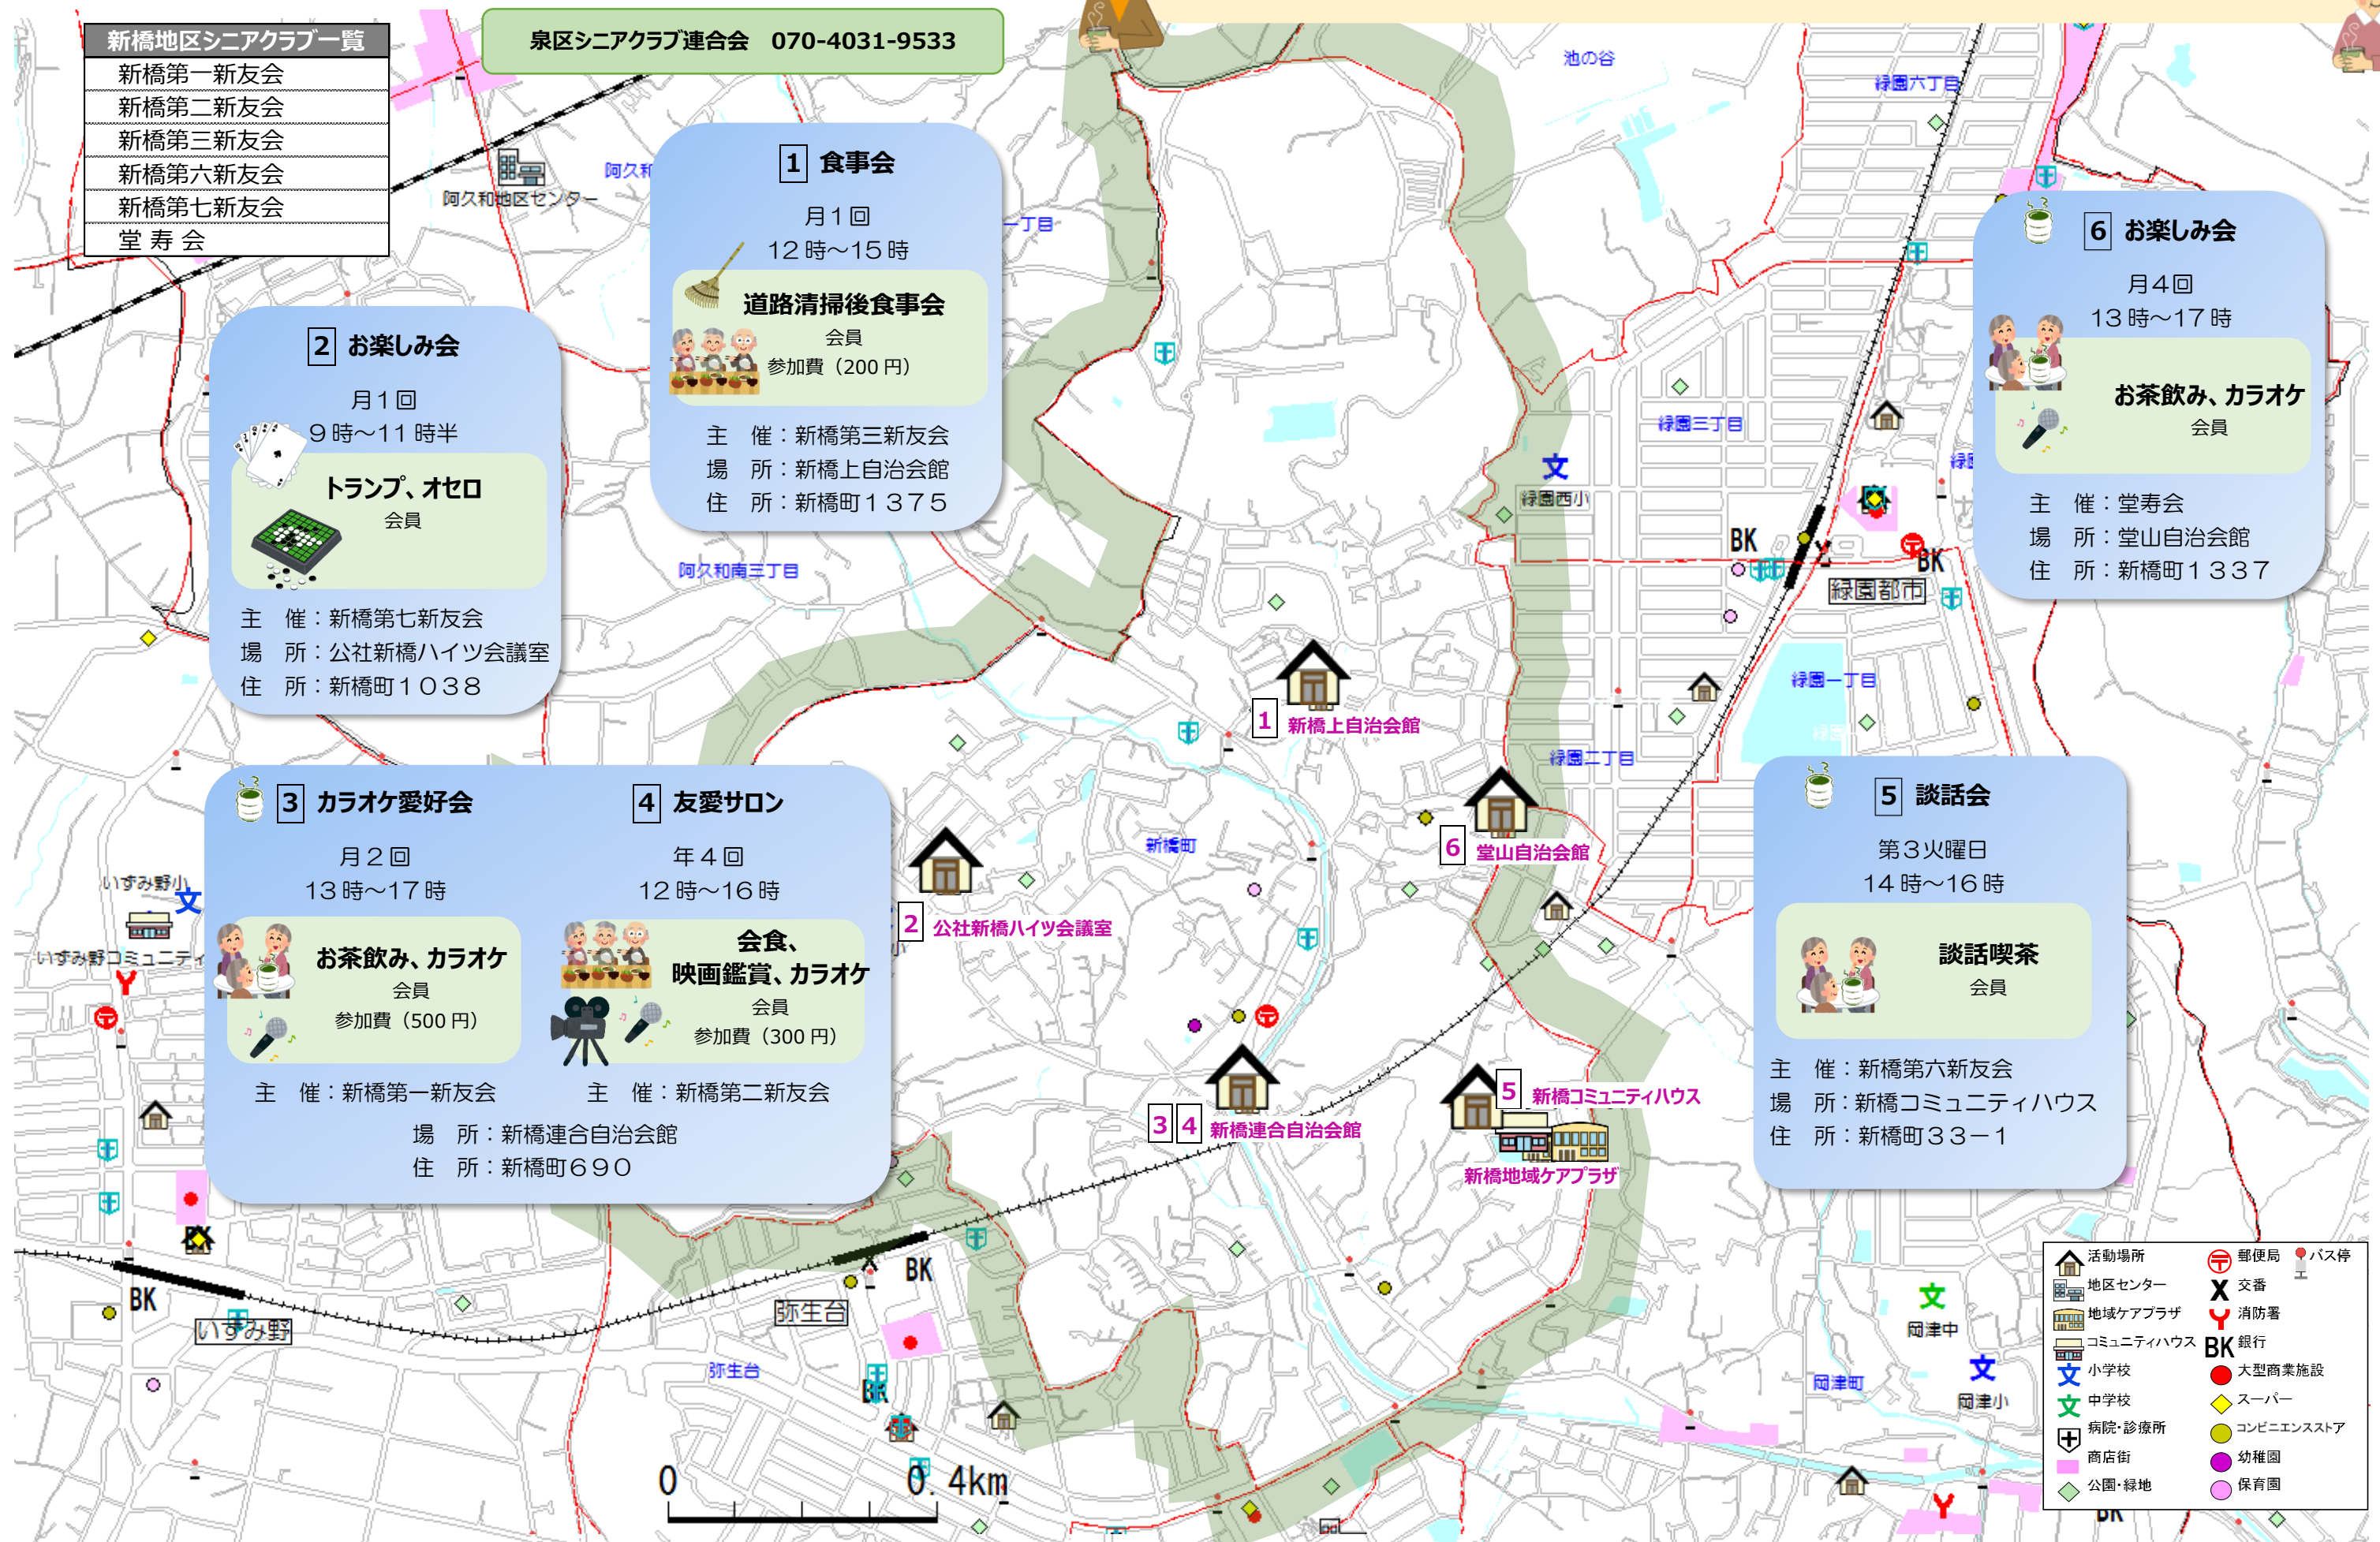 新橋地区シニアクラブ一覧
新橋第一新友会
新橋第二新友会
新橋第三新友会
新橋第六新友会
新橋第七新友会
堂 寿 会
泉区シニアクラブ連合会　070-4031-9533
池の谷
緑園六丁目
阿久和地区センター
阿久和
一丁目
1 食事会
月１回
12時～15時
道路清掃後食事会
会員
参加費（200円）
主　催：新橋第三新友会
場　所：新橋上自治会館
住　所：新橋町１３７５
2 お楽しみ会
月１回
９時～11時半
トランプ、オセロ
会員
主　催：新橋第七新友会
場　所：公社新橋ハイツ会議室
住　所：新橋町１０３８
6 お楽しみ会
月４回
13時～17時
お茶飲み、カラオケ
会員
主　催：堂寿会
場　所：堂山自治会館
住　所：新橋町１３３７
緑園三丁目
文
緑園西小
BK
BK
緑園都市
阿久和南三丁目
緑園一丁目
緑園二丁目
1 新橋上自治会館
6 堂山自治会館
新橋町
2 公社新橋ハイツ会議室
いずみ野小
文
いずみ野コミュニティ
3 カラオケ愛好会
月２回
13時～17時
お茶飲み、カラオケ
会員
参加費（500円）
主　催：新橋第一新友会
4 友愛サロン
年４回
12時～16時
会食、
映画鑑賞、カラオケ
会員
参加費（300円）
主　催：新橋第二新友会
場　所：新橋連合自治会館
住　所：新橋町６９０
5 談話会
第３火曜日
14時～16時
談話喫茶
会員
主　催：新橋第六新友会
場　所：新橋コミュニティハウス
住　所：新橋町３３－１
3 4 新橋連合自治会館
5 新橋コミュニティハウス
新橋地域ケアプラザ
BK
いずみ野
BK
弥生台
弥生台
BK
文
岡津中
岡津町
文
岡津小
0 0.4km
活動場所
地区センター
地域ケアプラザ
コミュニティハウス
文 小学校
文 中学校
病院・診療所
商店街
公園・緑地
郵便局
バス停
交番
消防署
BK 銀行
大型商業施設
スーパー
コンビニエンスストア
幼稚園
保育園
BK